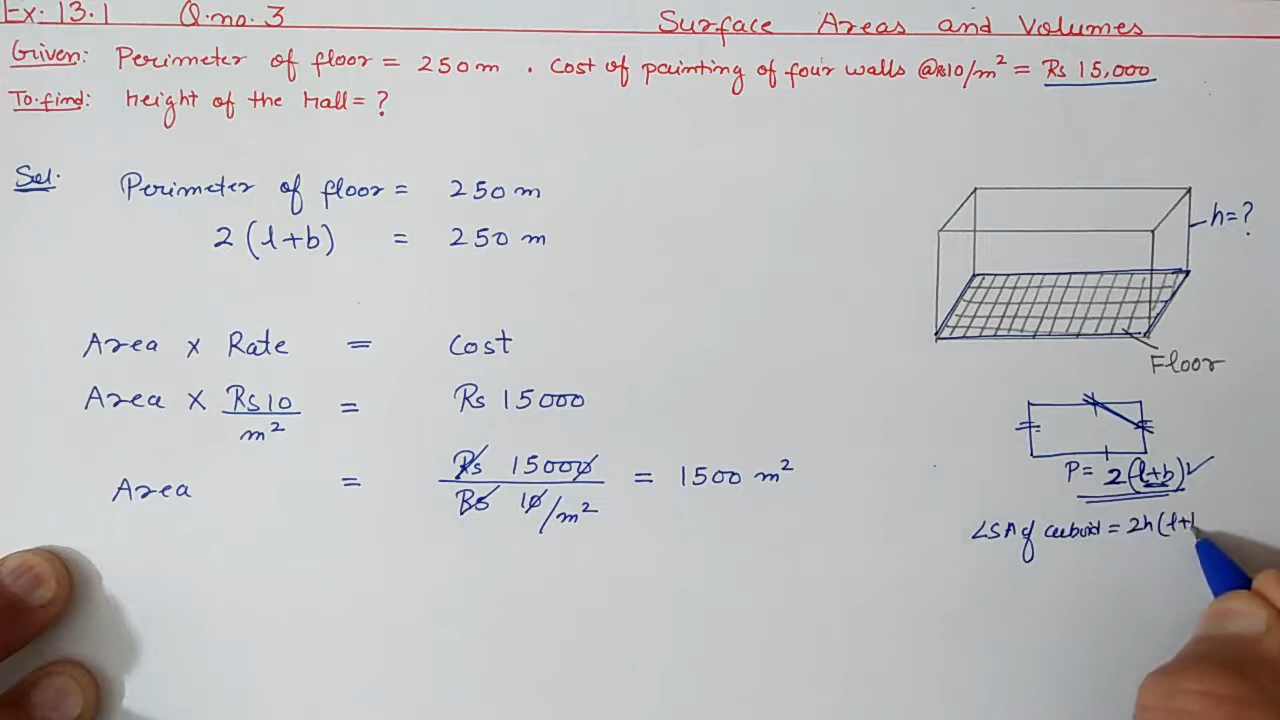 Ex. 13.1 Q.no. 3 Surface Areas and Volumes
Given: Perimeter of floor = 250 m . Cost of painting of four walls @Rs10/m² = Rs 15,000
To find: Height of the Hall = ?
Sol. Perimeter of floor = 250 m
2 (l+b) = 250 m
h=?
Area × Rate = Cost
Floor
Area × Rs10/m² = Rs 15000
Area = Rs 15000 / Rs 10/m² = 1500 m²
P= 2(l+b)
LSA of cuboid = 2h(l+